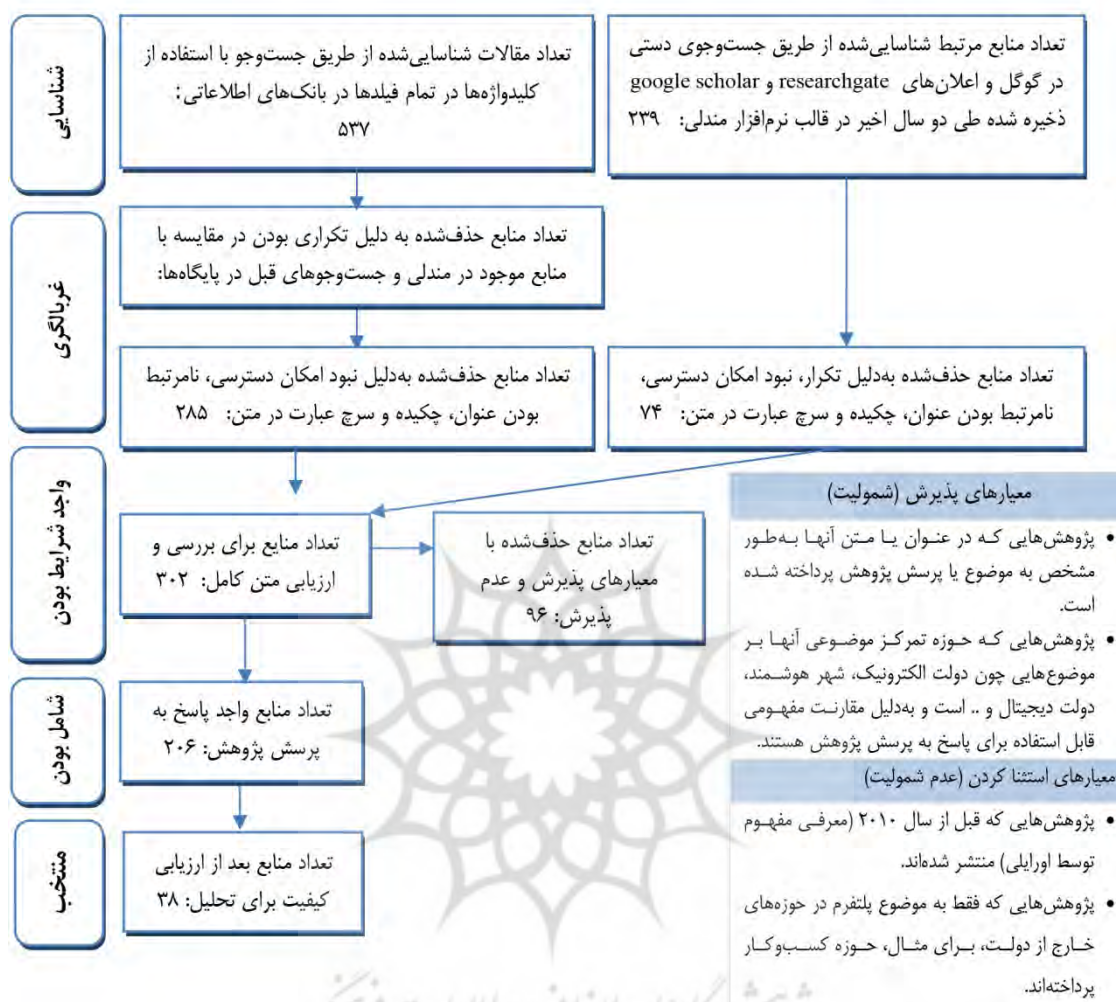 شناسایی
تعداد منابع مرتبط شناسایی‌شده از طریق جست‌وجوی دستی
در گوگل و اعلان‌های researchgate و google scholar
ذخیره شده طی دو سال اخیر در قالب نرم‌افزار مندلی: ۲۳۹
تعداد مقالات شناسایی‌شده از طریق جست‌وجو با استفاده از
کلیدواژه‌ها در تمام فیلدها در بانک‌های اطلاعاتی:
۵۳۷
غربالگری
تعداد منابع حذف‌شده به دلیل تکراری بودن در مقایسه با
منابع موجود در مندلی و جست‌وجوهای قبل در پایگاه‌ها:
تعداد منابع حذف‌شده به‌دلیل تکرار، نبود امکان دسترسی،
نامرتبط بودن عنوان، چکیده و سرچ عبارت در متن: ۷۴
تعداد منابع حذف‌شده به‌دلیل نبود امکان دسترسی، نامرتبط
بودن عنوان، چکیده و سرچ عبارت در متن: ۲۸۵
واجد شرایط بودن
تعداد منابع برای بررسی و
ارزیابی متن کامل: ۳۰۲
تعداد منابع حذف‌شده با
معیارهای پذیرش و عدم
پذیرش: ۹۶
شامل بودن
تعداد منابع واجد پاسخ به
پرسش پژوهش: ۲۰۶
منتخب
تعداد منابع بعد از ارزیابی
کیفیت برای تحلیل: ۳۸
معیارهای پذیرش (شمولیت)
• پژوهش‌هایی که در عنوان یا متن آنها به‌طور
مشخص به موضوع یا پرسش پژوهش پرداخته شده
است.
• پژوهش‌هایی که حوزه تمرکز موضوعی آنها بر
موضوع‌هایی چون دولت الکترونیک، شهر هوشمند،
دولت دیجیتال و .. است و به‌دلیل مقارنت مفهومی
قابل استفاده برای پاسخ به پرسش پژوهش هستند.
معیارهای استثنا کردن (عدم شمولیت)
• پژوهش‌هایی که قبل از سال ۲۰۱۰ (معرفی مفهوم
توسط اورایلی) منتشر شده‌اند.
• پژوهش‌هایی که فقط به موضوع پلتفرم در حوزه‌های
خارج از دولت، برای مثال، حوزه کسب‌وکار
پرداخته‌اند.